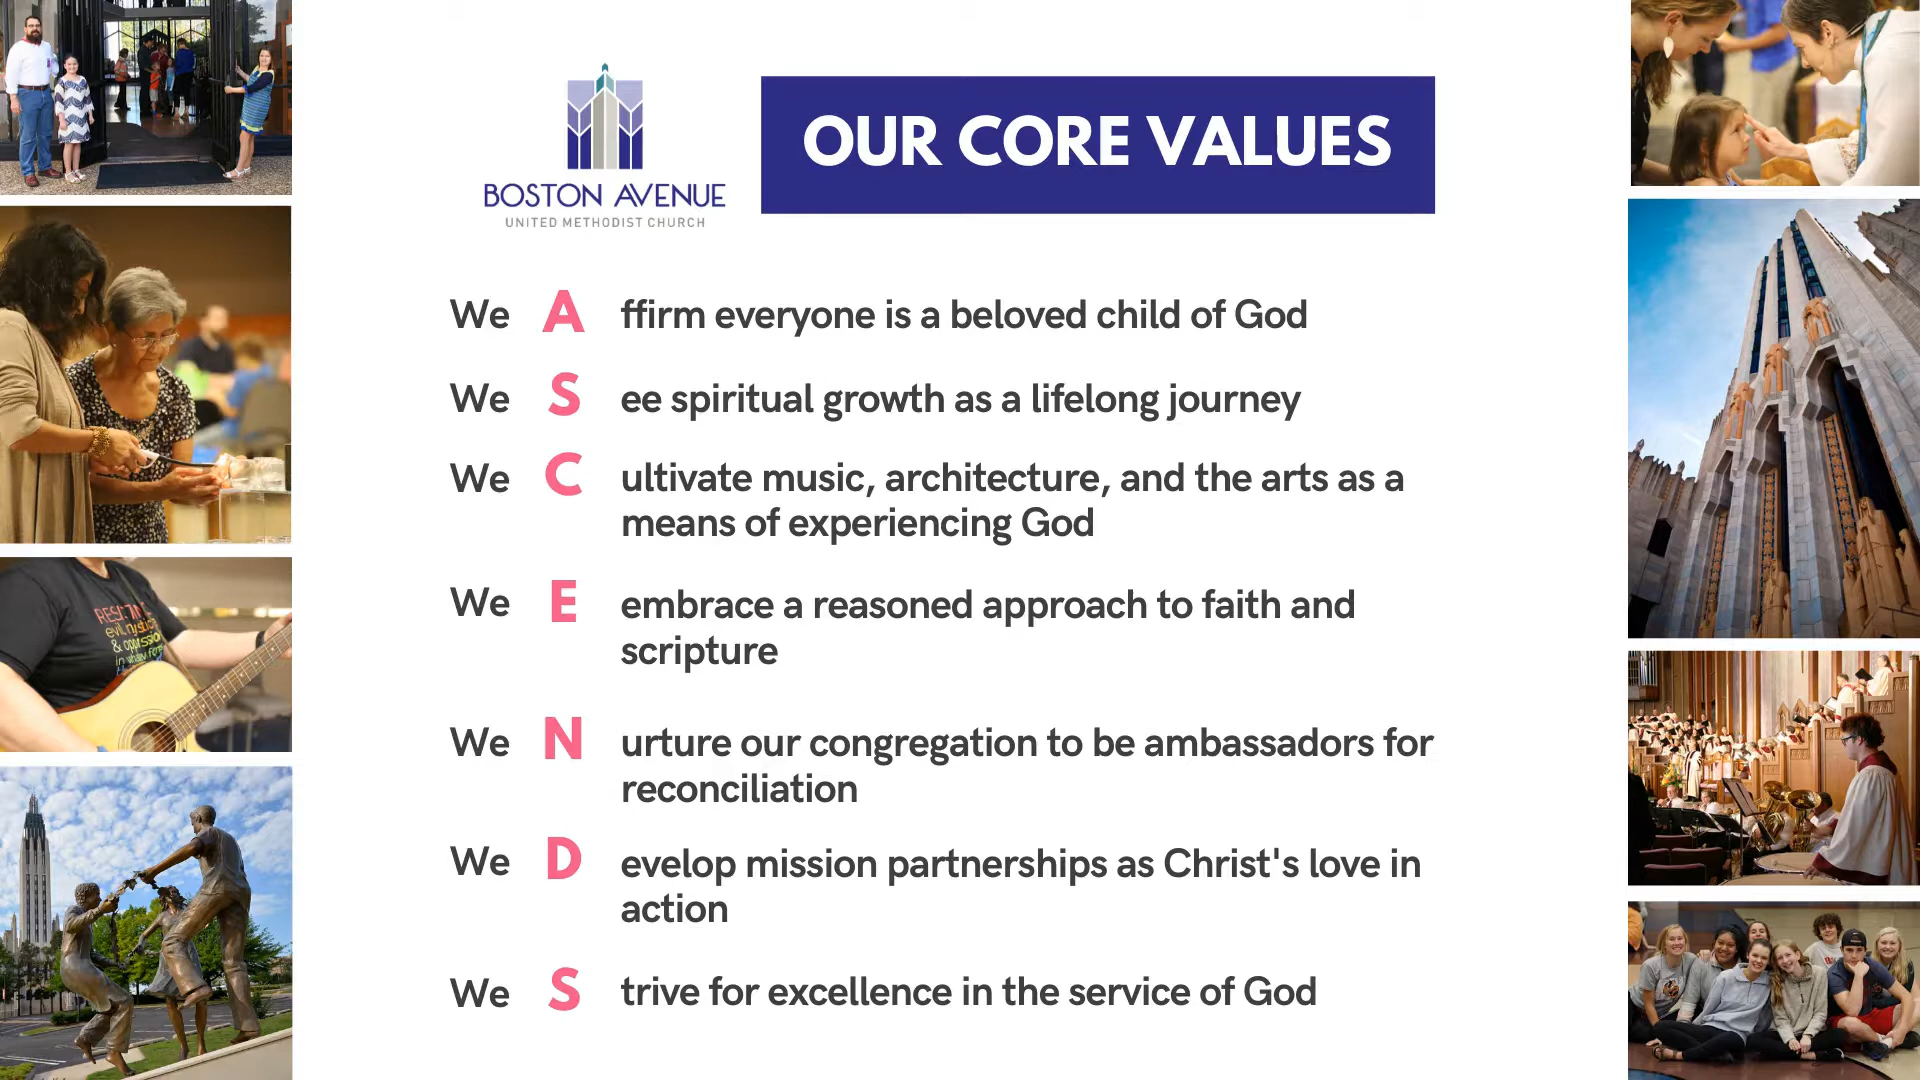 BOSTON AVENUE
UNITED METHODIST CHURCH
OUR CORE VALUES
We A ffirm everyone is a beloved child of God
We S ee spiritual growth as a lifelong journey
We C ultivate music, architecture, and the arts as a
means of experiencing God
We E embrace a reasoned approach to faith and
scripture
We N urture our congregation to be ambassadors for
reconciliation
We D evelop mission partnerships as Christ's love in
action
We S trive for excellence in the service of God
evil,
&
in